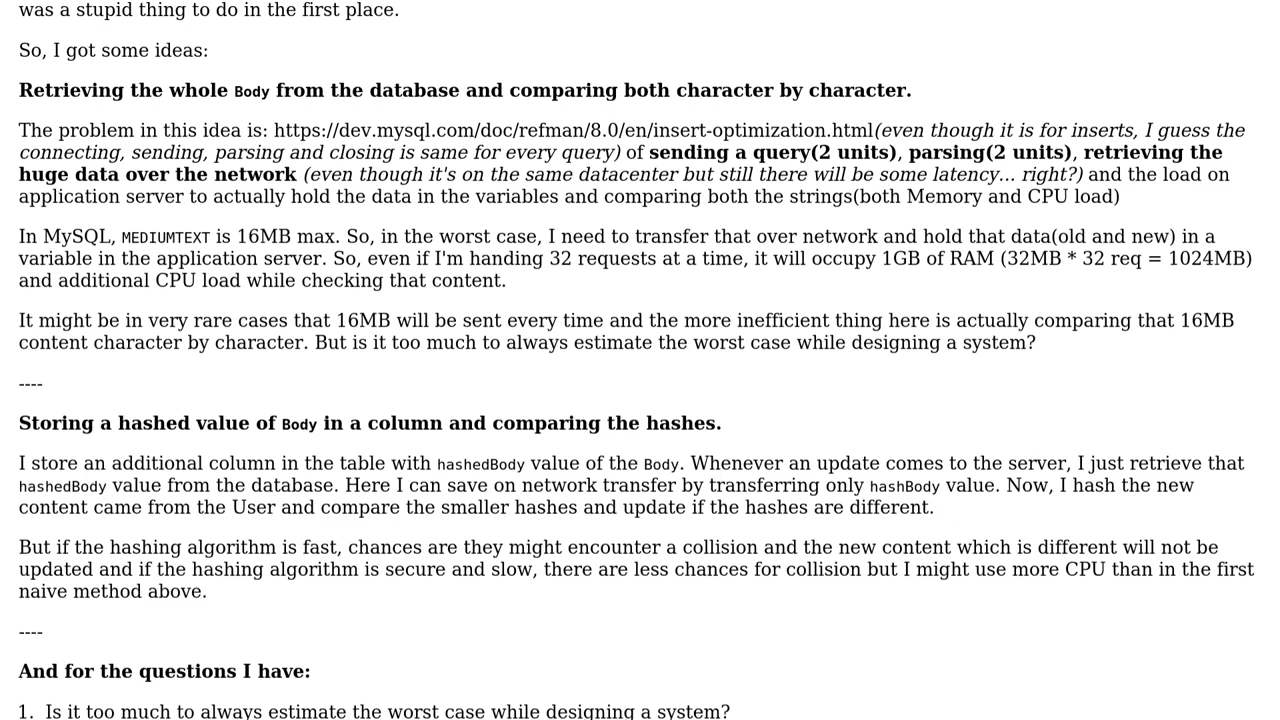 was a stupid thing to do in the first place.
So, I got some ideas:
Retrieving the whole Body from the database and comparing both character by character.
The problem in this idea is: https://dev.mysql.com/doc/refman/8.0/en/insert-optimization.html(even though it is for inserts, I guess the
connecting, sending, parsing and closing is same for every query) of sending a query(2 units), parsing(2 units), retrieving the
huge data over the network (even though it's on the same datacenter but still there will be some latency... right?) and the load on
application server to actually hold the data in the variables and comparing both the strings(both Memory and CPU load)
In MySQL, MEDIUMTEXT is 16MB max. So, in the worst case, I need to transfer that over network and hold that data(old and new) in a
variable in the application server. So, even if I'm handing 32 requests at a time, it will occupy 1GB of RAM (32MB * 32 req = 1024MB)
and additional CPU load while checking that content.
It might be in very rare cases that 16MB will be sent every time and the more inefficient thing here is actually comparing that 16MB
content character by character. But is it too much to always estimate the worst case while designing a system?
----
Storing a hashed value of Body in a column and comparing the hashes.
I store an additional column in the table with hashedBody value of the Body. Whenever an update comes to the server, I just retrieve that
hashedBody value from the database. Here I can save on network transfer by transferring only hashBody value. Now, I hash the new
content came from the User and compare the smaller hashes and update if the hashes are different.
But if the hashing algorithm is fast, chances are they might encounter a collision and the new content which is different will not be
updated and if the hashing algorithm is secure and slow, there are less chances for collision but I might use more CPU than in the first
naive method above.
----
And for the questions I have:
1. Is it too much to always estimate the worst case while designing a system?